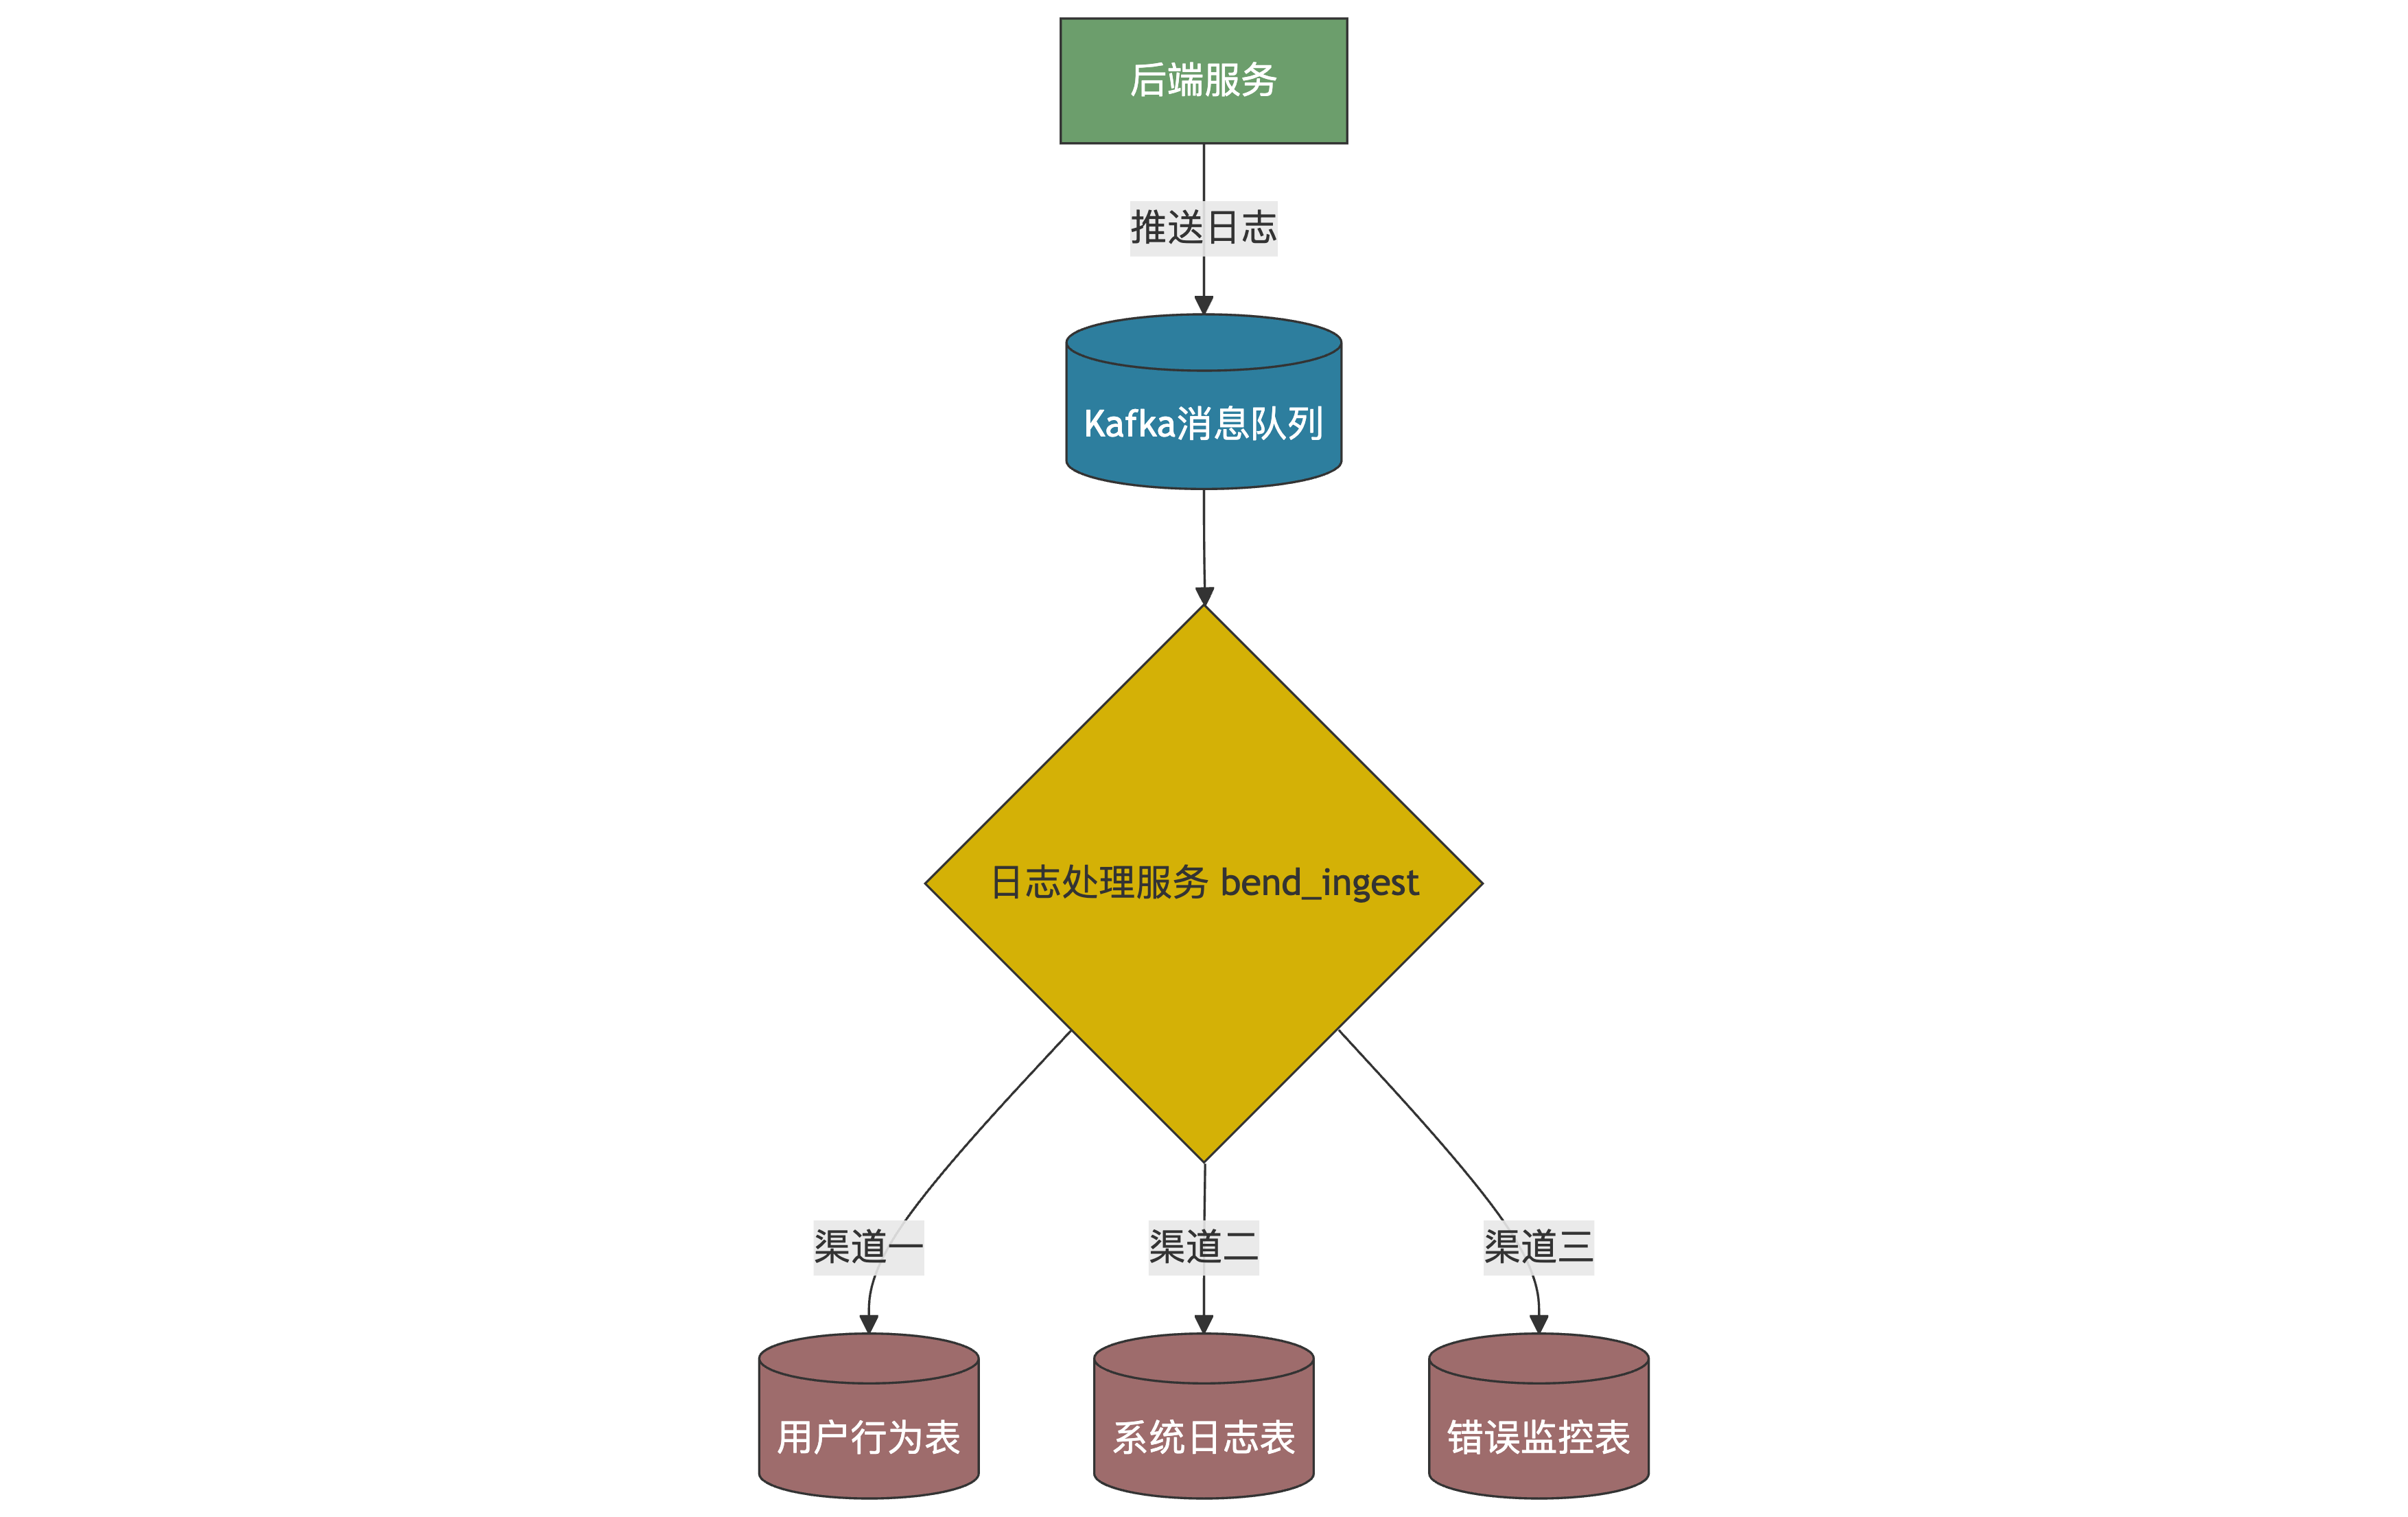 后端服务
推送日志
Kafka消息队列
日志处理服务 bend_ingest
渠道一
渠道二
渠道三
用户行为表
系统日志表
错误监控表